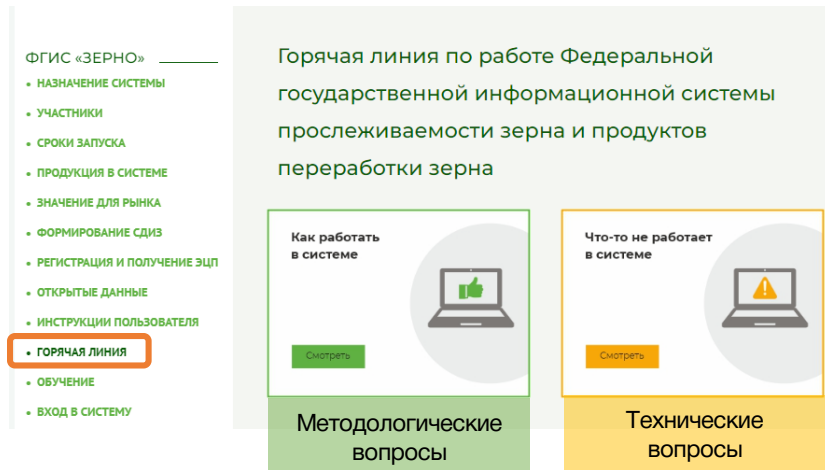 ФГИС «ЗЕРНО»
• НАЗНАЧЕНИЕ СИСТЕМЫ
• УЧАСТНИКИ
• СРОКИ ЗАПУСКА
• ПРОДУКЦИЯ В СИСТЕМЕ
• ЗНАЧЕНИЕ ДЛЯ РЫНКА
• ФОРМИРОВАНИЕ СДИЗ
• РЕГИСТРАЦИЯ И ПОЛУЧЕНИЕ ЭЦП
• ОТКРЫТЫЕ ДАННЫЕ
• ИНСТРУКЦИИ ПОЛЬЗОВАТЕЛЯ
• ГОРЯЧАЯ ЛИНИЯ
• ОБУЧЕНИЕ
• ВХОД В СИСТЕМУ
Горячая линия по работе Федеральной
государственной информационной системы
прослеживаемости зерна и продуктов
переработки зерна
Как работать
в системе
Смотреть
Методологические
вопросы
Что-то не работает
в системе
Смотреть
Технические
вопросы